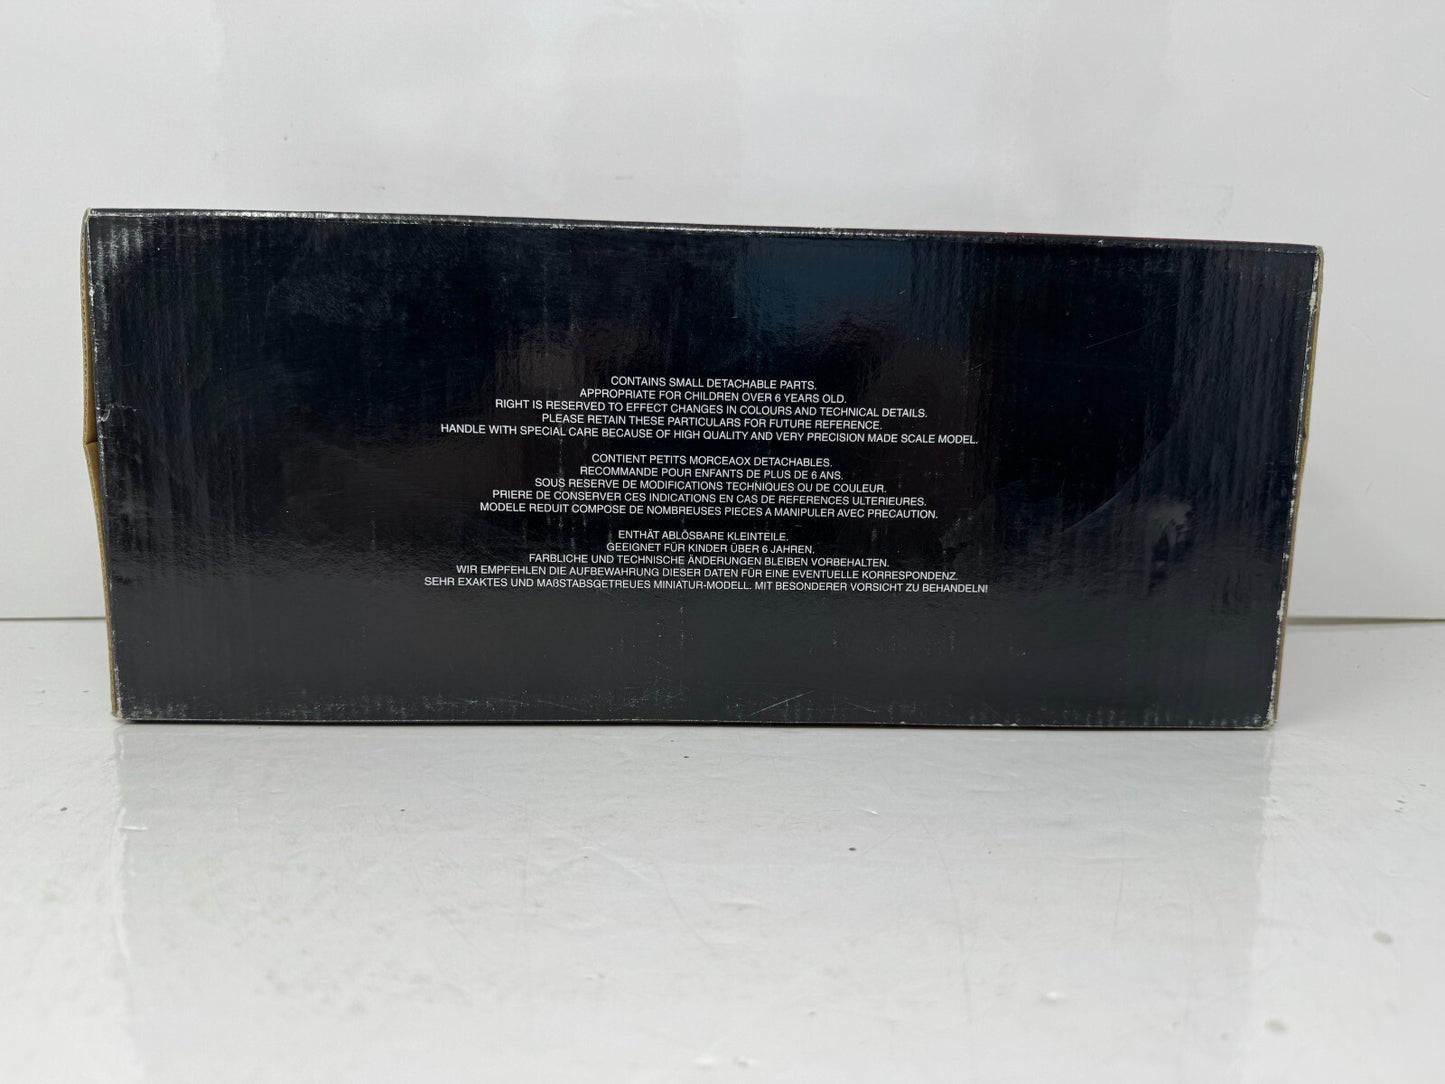 CONTAINS SMALL DETACHABLE PARTS.
APPROPRIATE FOR CHILDREN OVER 6 YEARS OLD.
RIGHT IS RESERVED TO EFFECT CHANGES IN COLOURS AND TECHNICAL DETAILS.
PLEASE RETAIN THESE PARTICULARS FOR FUTURE REFERENCE.
HANDLE WITH SPECIAL CARE BECAUSE OF HIGH QUALITY AND VERY PRECISION MADE SCALE MODEL.
CONTIENT PETITS MORCEAOX DETACHABLES.
RECOMMANDE POUR ENFANTS DE PLUS DE 6 ANS.
SOUS RESERVE DE MODIFICATIONS TECHNIQUES OU DE COULEUR.
PRIERE DE CONSERVER CES INDICATIONS EN CAS DE REFERENCES ULTERIEURES.
MODELE REDUIT COMPOSE DE NOMBREUSES PIECES A MANIPULER AVEC PRECAUTION.
ENTHÄT ABLÖSBARE KLEINTEILE.
GEEIGNET FÜR KINDER ÜBER 6 JAHREN.
FARBLICHE UND TECHNISCHE ÄNDERUNGEN BLEIBEN VORBEHALTEN.
WIR EMPFEHLEN DIE AUFBEWAHRUNG DIESER DATEN FÜR EINE EVENTUELLE KORRESPONDENZ.
SEHR EXAKTES UND MAßSTABSGETREUES MINIATUR-MODELL. MIT BESONDERER VORSICHT ZU BEHANDELN!